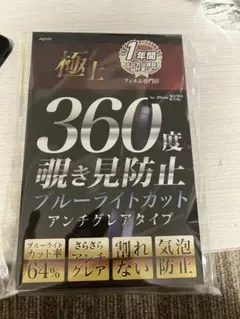 極上
1年間
フィルム専門店
for iPhone
360度
覗き見防止
ブルーライトカット
アンチグレアタイプ
ブルーライト
カット率
64%
さらさら
アンチ
グレア
割れ
ない
気泡
防止